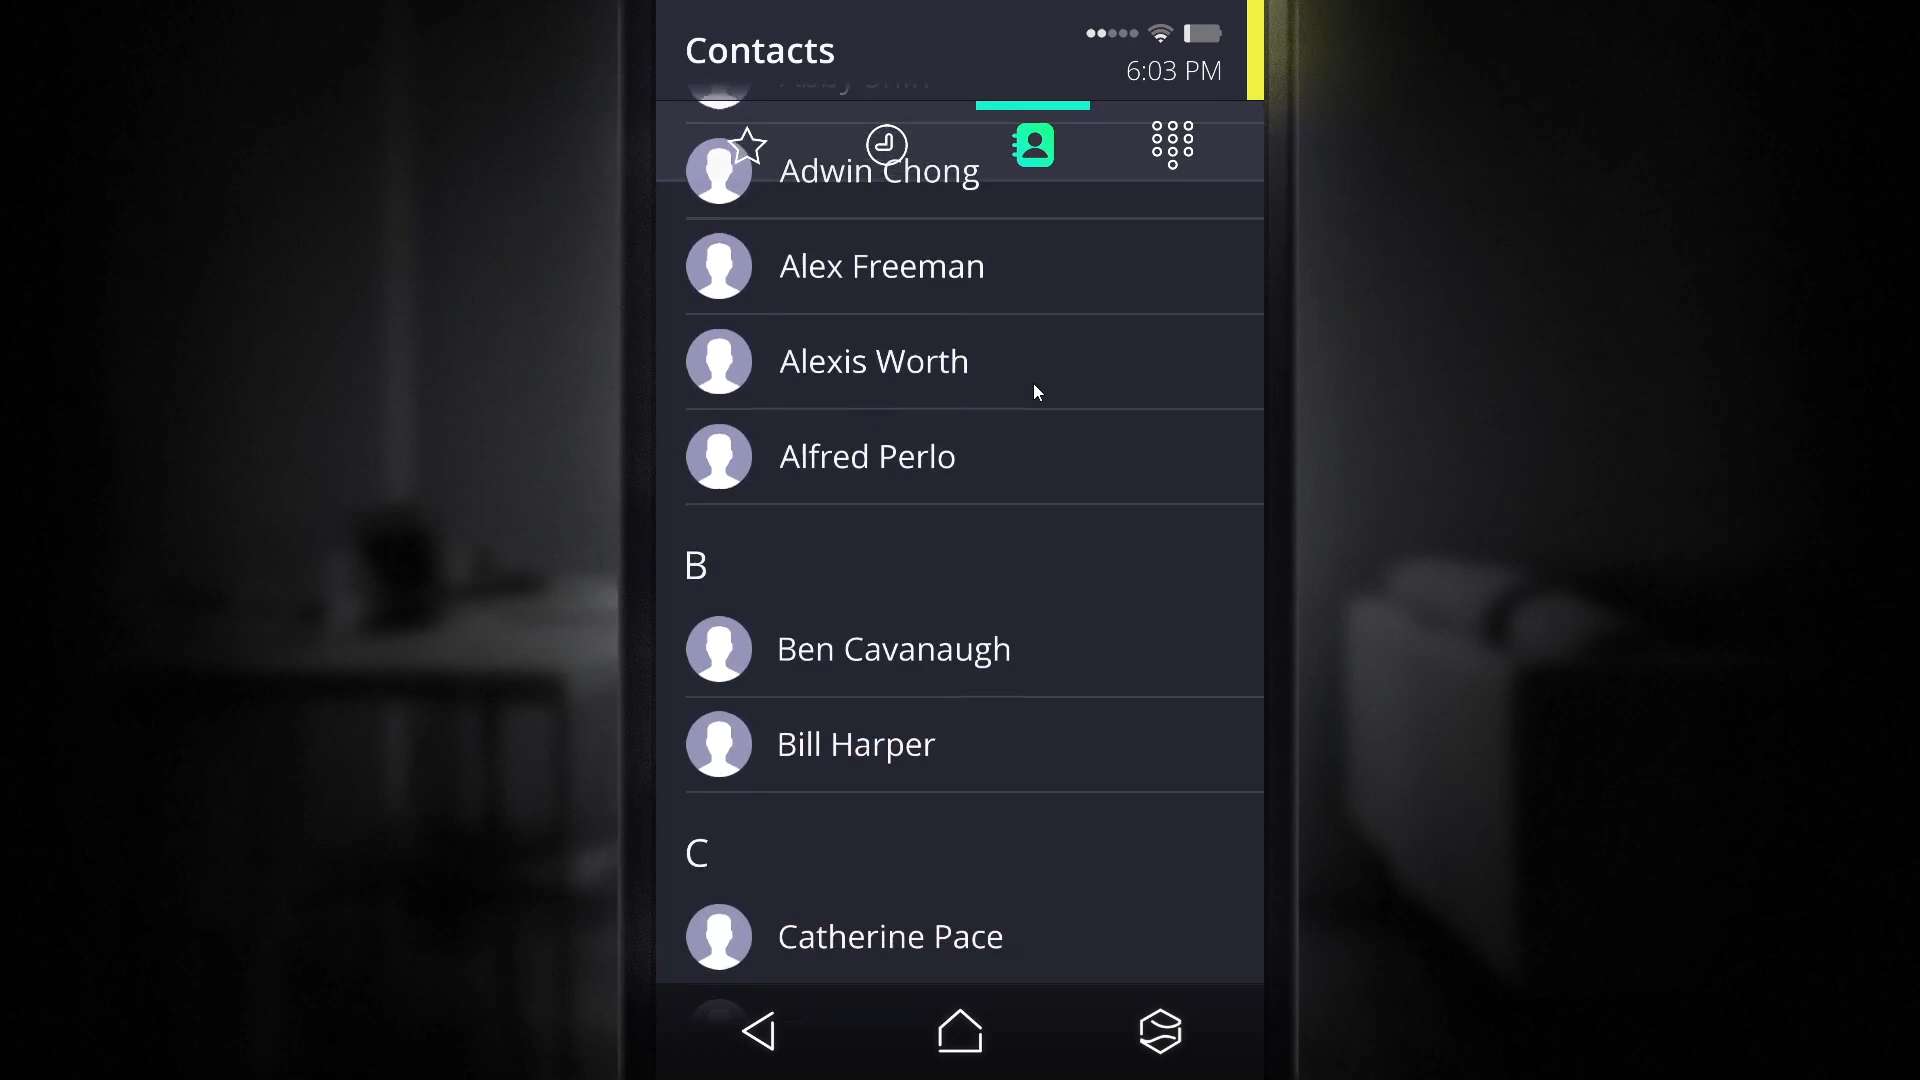 Contacts
6:03 PM
Adwin Chong
Alex Freeman
Alexis Worth
Alfred Perlo
B
Ben Cavanaugh
Bill Harper
C
Catherine Pace